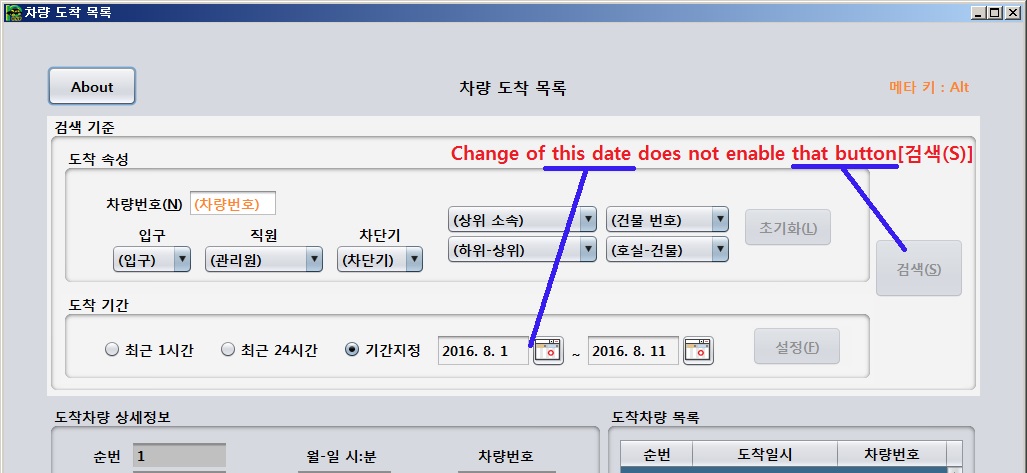 차량 도착 목록
About
차량 도착 목록
메타 키 : Alt
검색 기준
Change of this date does not enable that button[검색(S)]
도착 속성
차량번호(N) (차량번호)
입구 직원 차단기
(입구) (관리원) (차단기)
(상위 소속) (건물 번호)
(하위-상위) (호실-건물)
초기화(L)
검색(S)
도착 기간
최근 1시간 최근 24시간 기간지정 2016. 8. 1 ~ 2016. 8. 11 설정(F)
도착차량 상세정보 도착차량 목록
순번 1 월-일 시:분 차량번호
순번 도착일시 차량번호